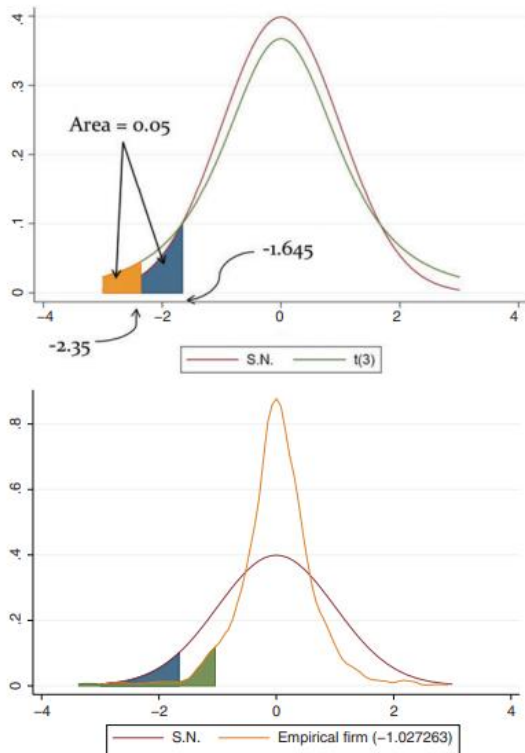 .4
.3
.2
.1
0
Area = 0.05
-1.645
-4 -2 0 2 4
-2.35
S.N. t(3)
.8
.6
.4
.2
0
-4 -2 0 2 4
S.N. Empirical firm (-1.027263)